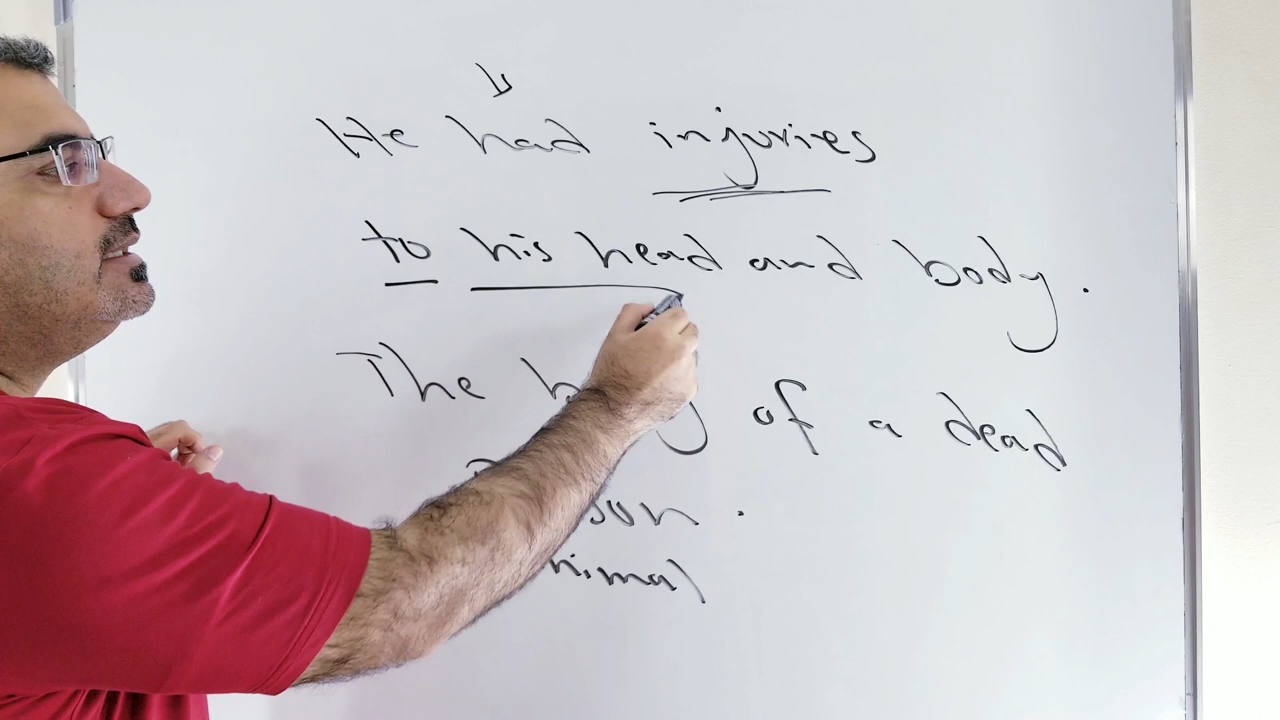 He had injuries
to his head and body.
The of a dead